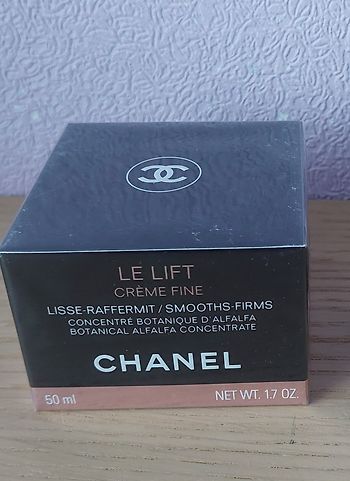 LE LIFT
CRÈME FINE
LISSE-RAFFERMIT / SMOOTHS-FIRMS
CONCENTRÉ BOTANIQUE D'ALFALFA
BOTANICAL ALFALFA CONCENTRATE
CHANEL
50 ml NET WT. 1.7 OZ.